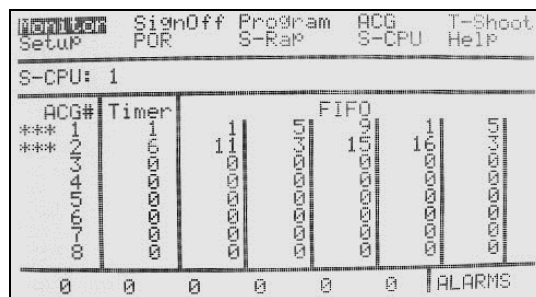 Monitor SignOff Program ACG T-Shoot
Setup POR S-Rap S-CPU Help
S-CPU: 1
ACG# Timer FIFO
*** 1 1 1 5 9 1 5
*** 2 6 11 3 15 16 3
3 0 0 0 0 0 0
4 0 0 0 0 0 0
5 0 0 0 0 0 0
6 0 0 0 0 0 0
7 0 0 0 0 0 0
8 0 0 0 0 0 0
0 0 0 0 0 0 ALARMS